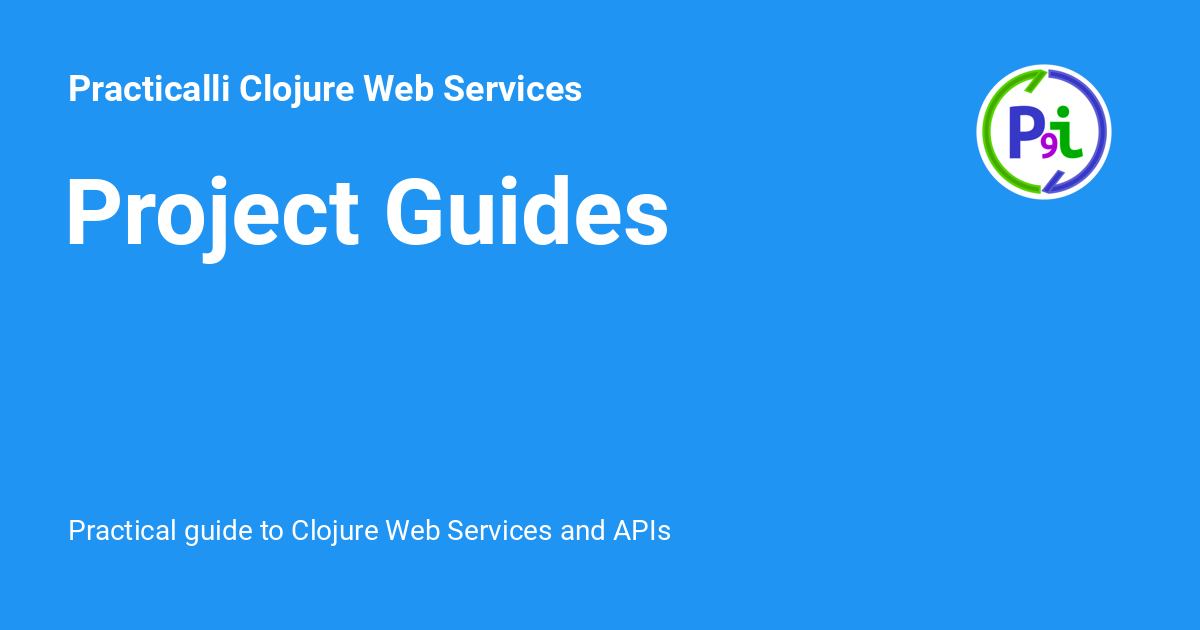 Practicalli Clojure Web Services
P9i
Project Guides
Practical guide to Clojure Web Services and APIs